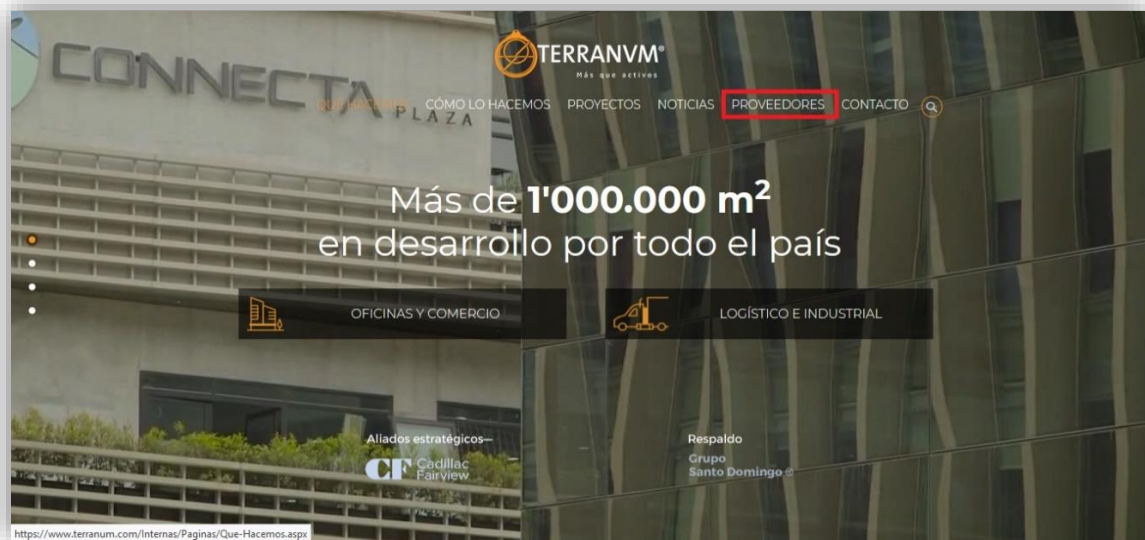 CONNECTA
PLAZA
TERRANVM®
Más que activos
QUÉ HACEMOS CÓMO LO HACEMOS PROYECTOS NOTICIAS PROVEEDORES CONTACTO
Más de 1'000.000 m²
en desarrollo por todo el país
OFICINAS Y COMERCIO
LOGÍSTICO E INDUSTRIAL
Aliados estratégicos—
CF Cadillac
Fairview
Respaldo
Grupo
Santo Domingo
https://www.terranum.com/Internas/Paginas/Que-Hacemos.aspx